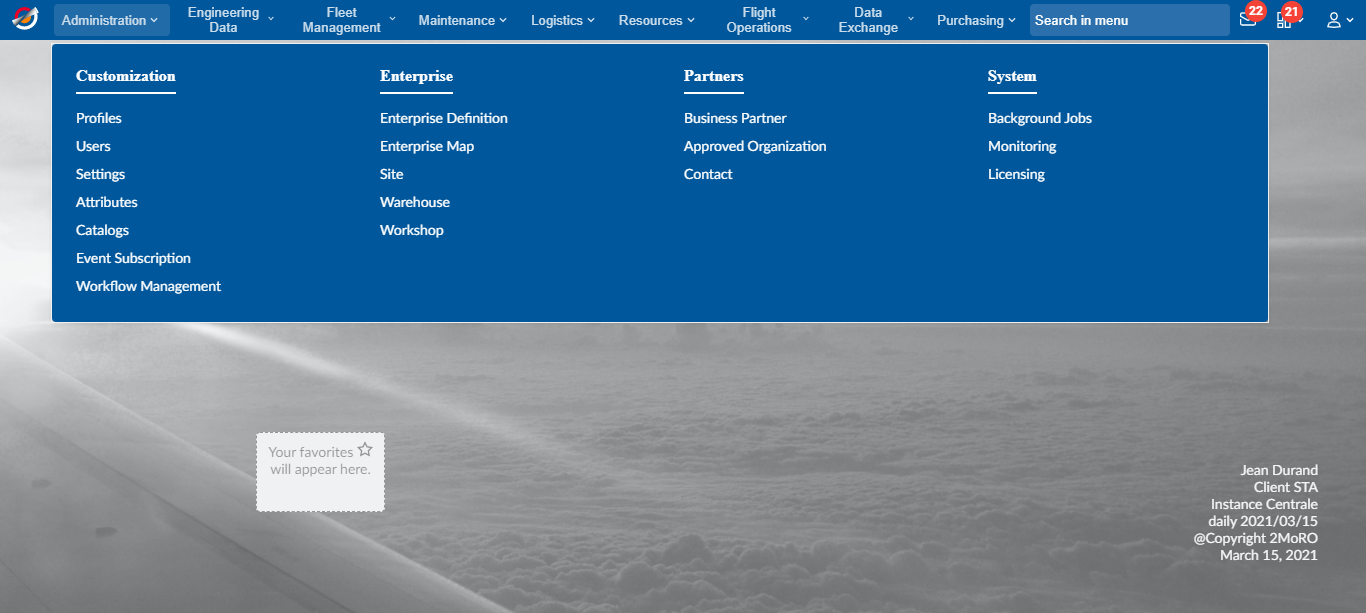 Administration
Engineering
Data
Fleet
Management
Maintenance
Logistics
Resources
Flight
Operations
Data
Exchange
Purchasing
Search in menu
22
21
Customization
Profiles
Users
Settings
Attributes
Catalogs
Event Subscription
Workflow Management
Enterprise
Enterprise Definition
Enterprise Map
Site
Warehouse
Workshop
Partners
Business Partner
Approved Organization
Contact
System
Background Jobs
Monitoring
Licensing
Your favorites
will appear here.
Jean Durand
Client STA
Instance Centrale
daily 2021/03/15
@Copyright 2MoRO
March 15, 2021